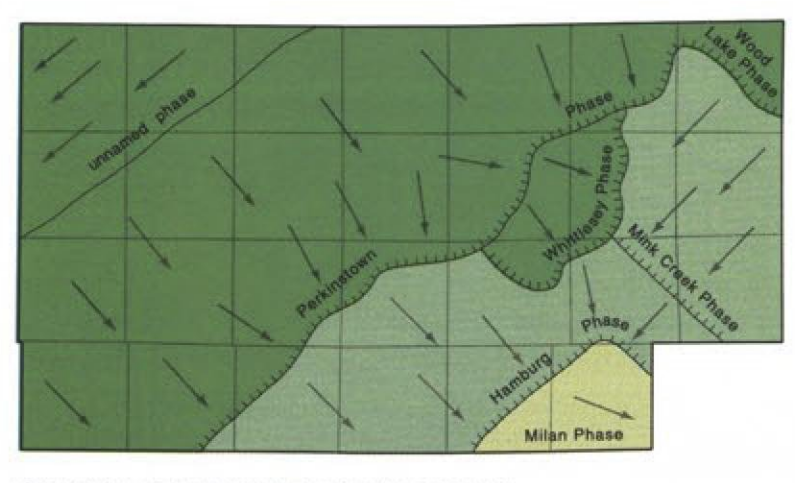 Wood
Lake Phase
unnamed phase
Phase
Whittlesey Phase
Mink Creek Phase
Perkinstown
Phase
Hamburg
Milan Phase